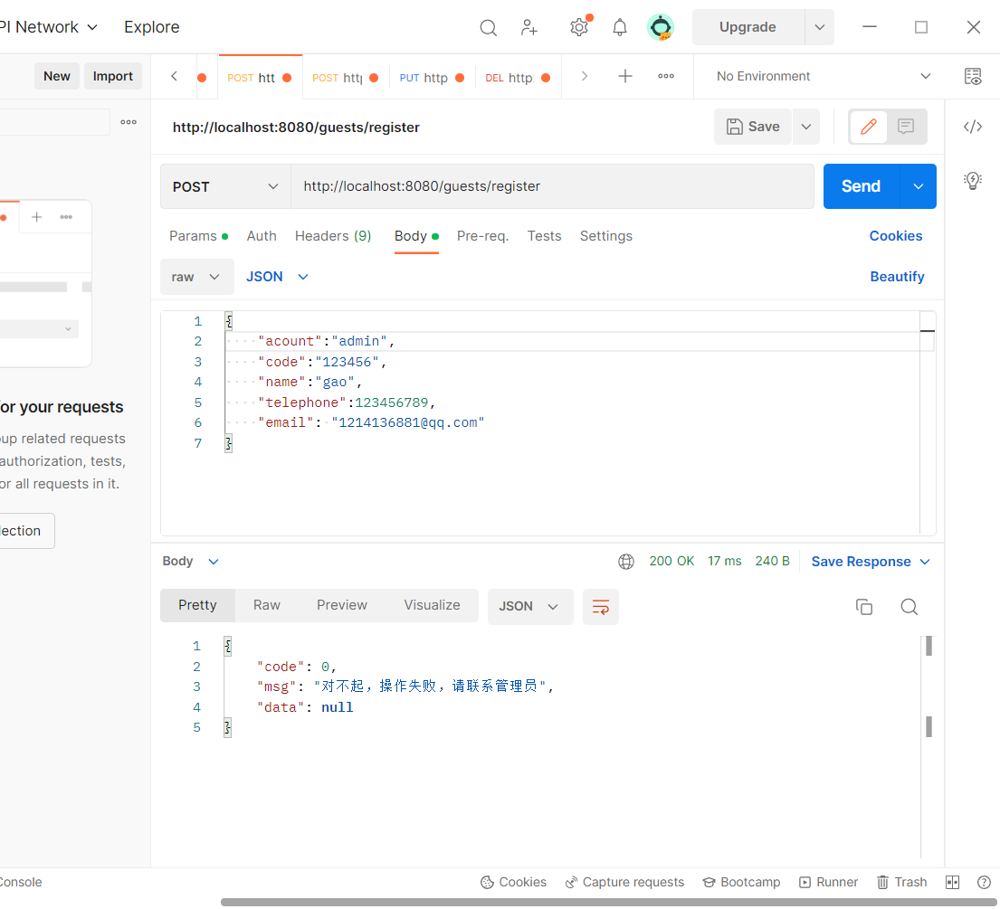 PI Network
Explore
Upgrade
New
Import
POST htt
POST http
PUT http
DEL http
No Environment
http://localhost:8080/guests/register
Save
POST
http://localhost:8080/guests/register
Send
Params
Auth
Headers (9)
Body
Pre-req.
Tests
Settings
Cookies
raw
JSON
Beautify
1 {
2 "acount":"admin",
3 "code":"123456",
4 "name":"gao",
5 "telephone":123456789,
6 "email": "1214136881@qq.com"
7 }
or your requests
up related requests
authorization, tests,
or all requests in it.
lection
Body
200 OK
17 ms
240 B
Save Response
Pretty
Raw
Preview
Visualize
JSON
1 {
2 "code": 0,
3 "msg": "对不起，操作失败，请联系管理员",
4 "data": null
5 }
Console
Cookies
Capture requests
Bootcamp
Runner
Trash